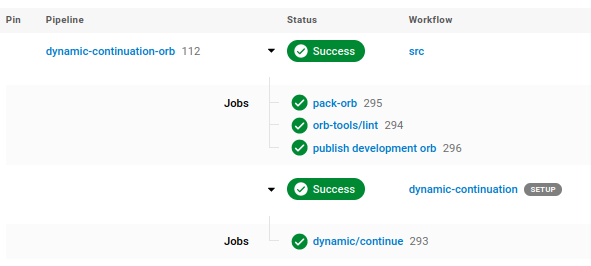 Pin Pipeline Status Workflow
dynamic-continuation-orb 112 Success src
Jobs pack-orb 295
orb-tools/lint 294
publish development orb 296
Success dynamic-continuation SETUP
Jobs dynamic/continue 293